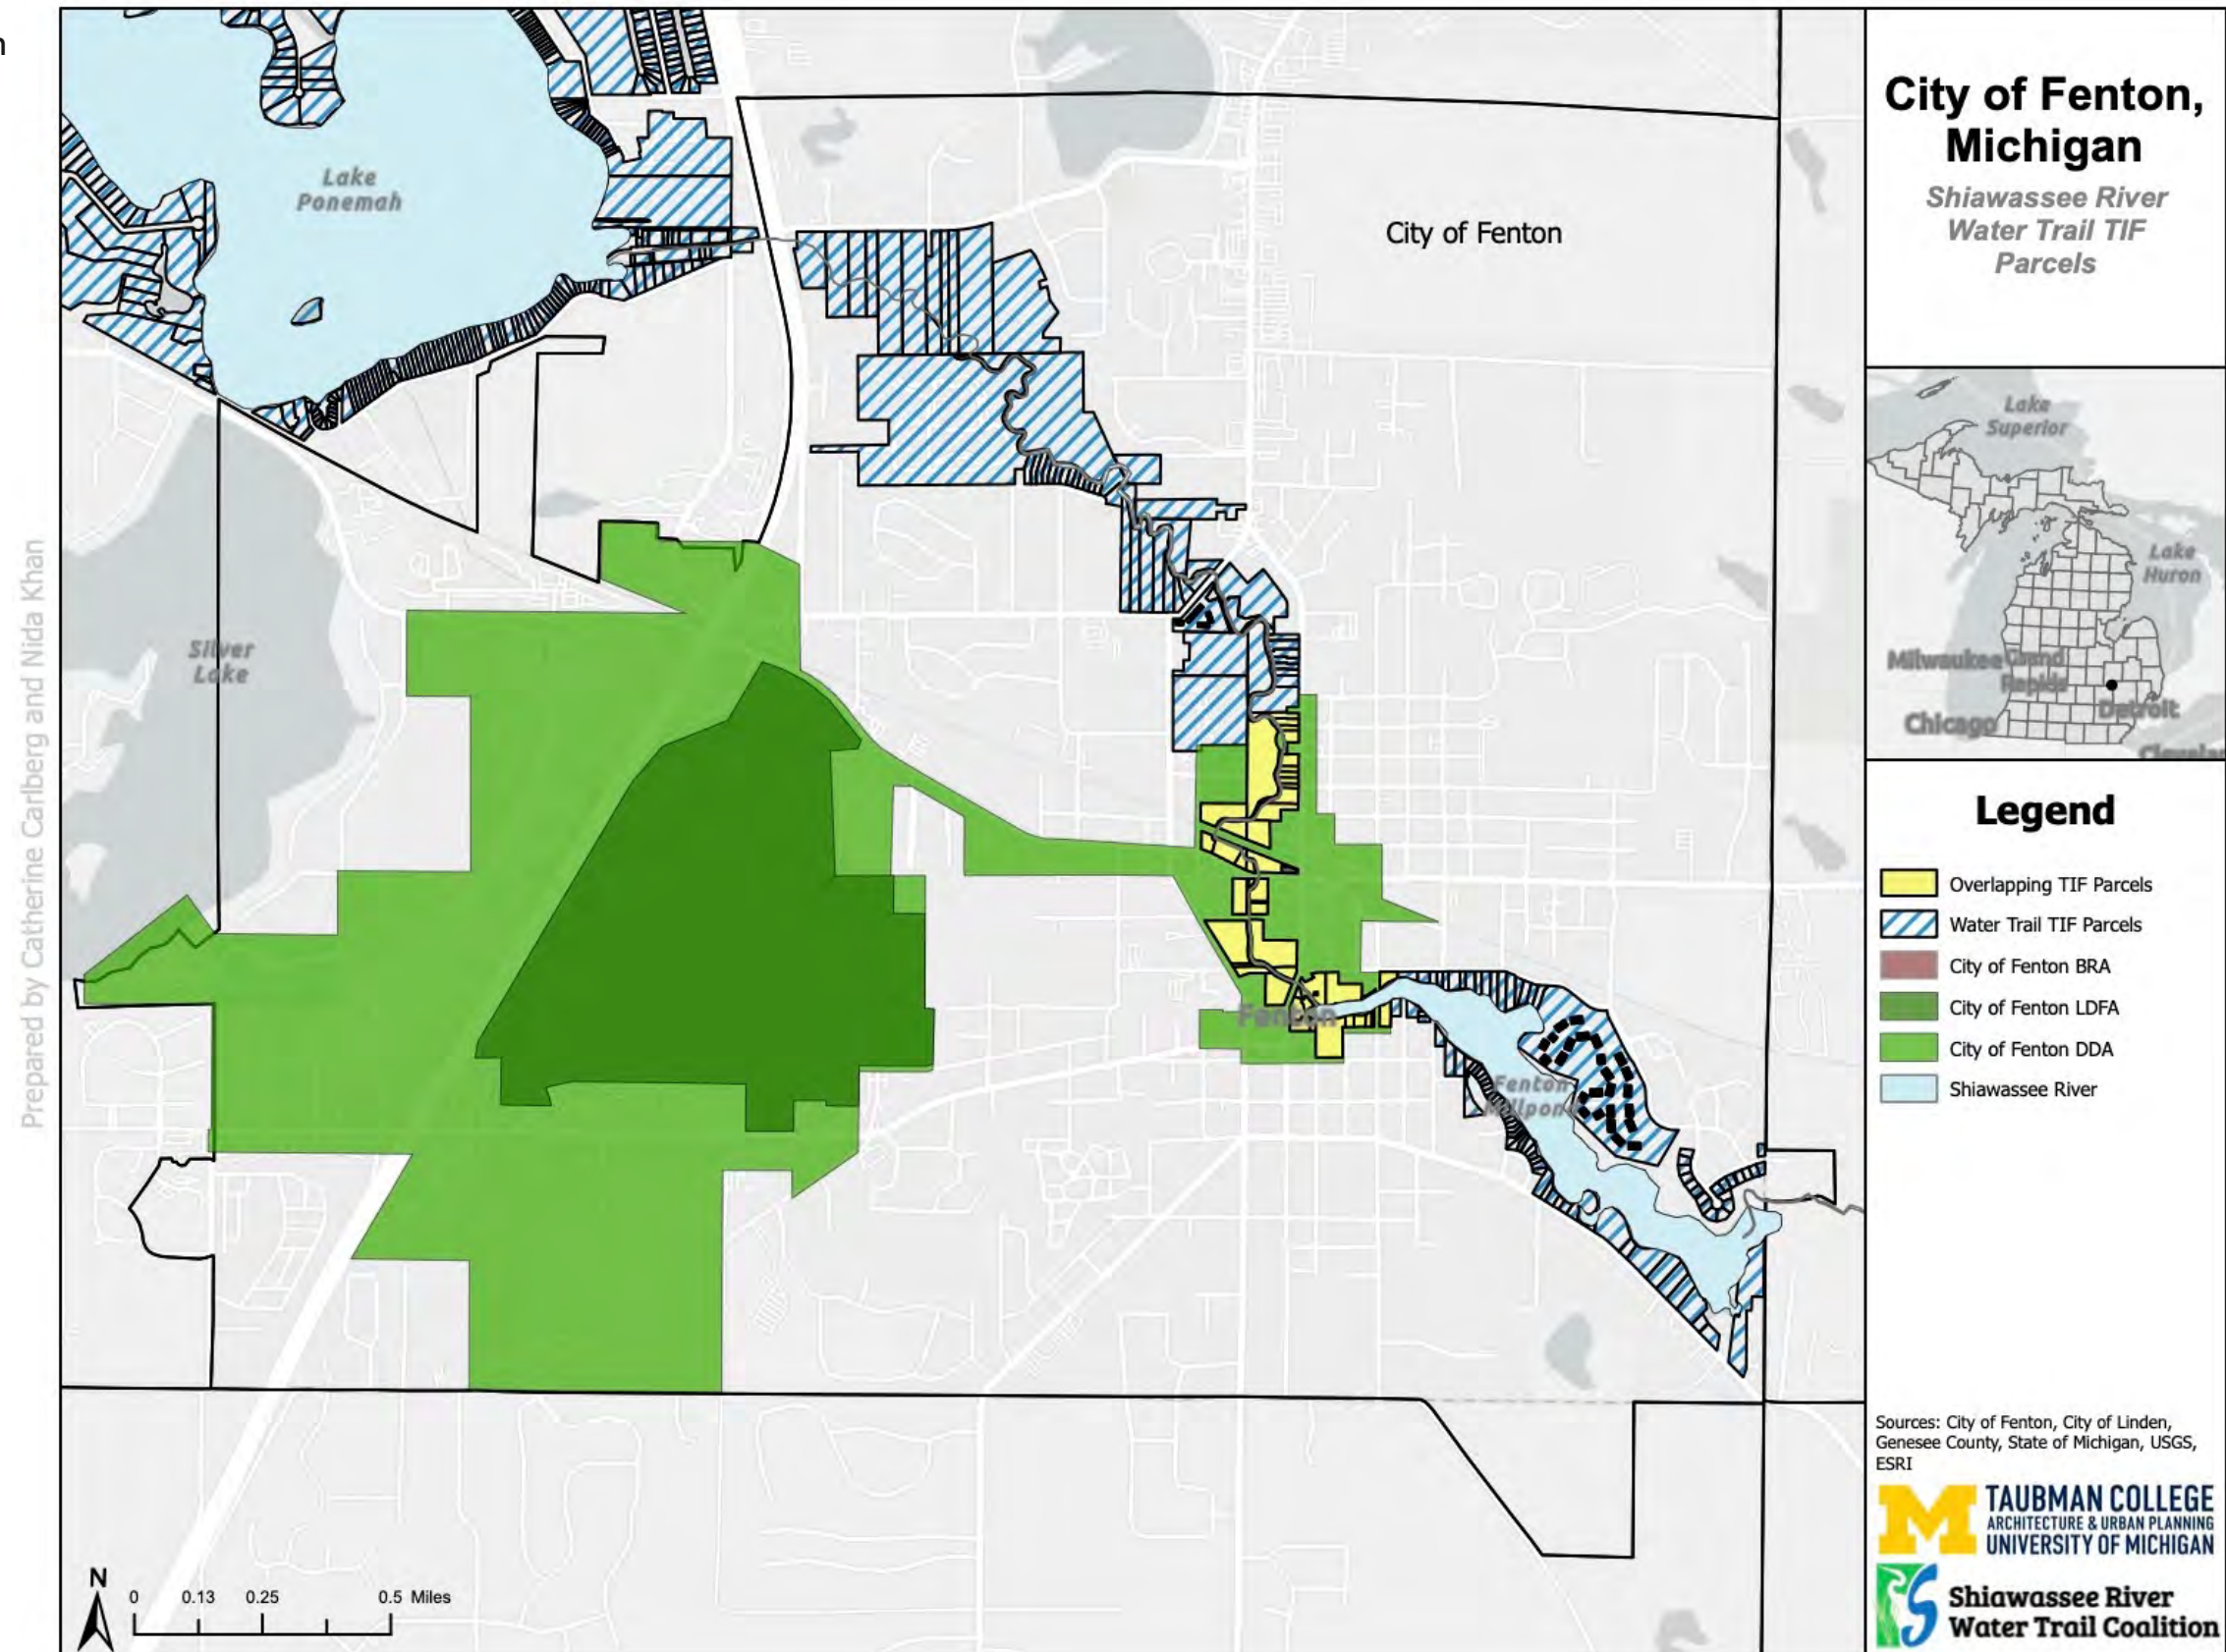 n
City of Fenton,
Michigan
Shiawassee River
Water Trail TIF
Parcels
Lake
Ponemah
City of Fenton
Silver
Lake
Fenton
Fenton
Millpond
Prepared by Catherine Carlberg and Nida Khan
Lake
Superior
Lake
Huron
Milwaukee
Grand
Rapids
Detroit
Chicago
Legend
Overlapping TIF Parcels
Water Trail TIF Parcels
City of Fenton BRA
City of Fenton LDFA
City of Fenton DDA
Shiawassee River
Sources: City of Fenton, City of Linden,
Genesee County, State of Michigan, USGS,
ESRI
M TAUBMAN COLLEGE
ARCHITECTURE & URBAN PLANNING
UNIVERSITY OF MICHIGAN
Shiawassee River
Water Trail Coalition
N
0 0.13 0.25 0.5 Miles